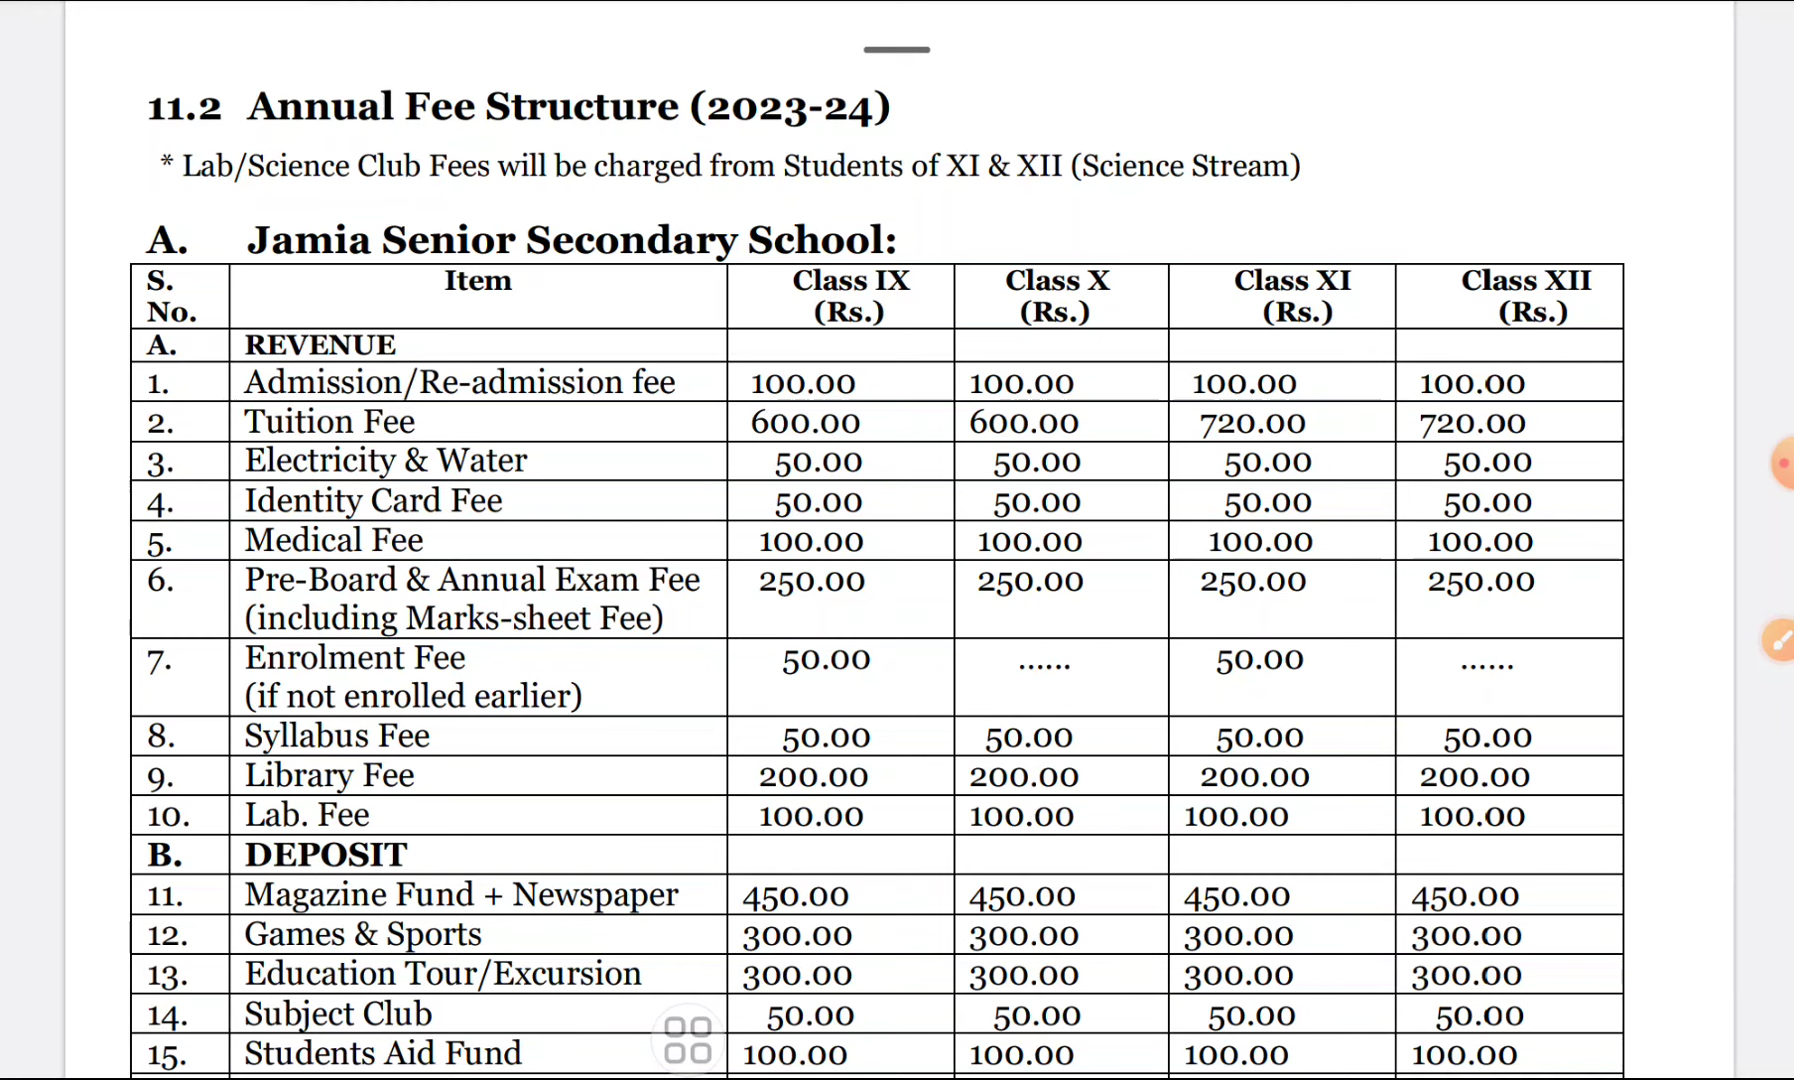 11.2 Annual Fee Structure (2023-24)
* Lab/Science Club Fees will be charged from Students of XI & XII (Science Stream)
A. Jamia Senior Secondary School:
S. No. Item Class IX (Rs.) Class X (Rs.) Class XI (Rs.) Class XII (Rs.)
A. REVENUE
1. Admission/Re-admission fee 100.00 100.00 100.00 100.00
2. Tuition Fee 600.00 600.00 720.00 720.00
3. Electricity & Water 50.00 50.00 50.00 50.00
4. Identity Card Fee 50.00 50.00 50.00 50.00
5. Medical Fee 100.00 100.00 100.00 100.00
6. Pre-Board & Annual Exam Fee 250.00 250.00 250.00 250.00
(including Marks-sheet Fee)
7. Enrolment Fee 50.00 ...... 50.00 ......
(if not enrolled earlier)
8. Syllabus Fee 50.00 50.00 50.00 50.00
9. Library Fee 200.00 200.00 200.00 200.00
10. Lab. Fee 100.00 100.00 100.00 100.00
B. DEPOSIT
11. Magazine Fund + Newspaper 450.00 450.00 450.00 450.00
12. Games & Sports 300.00 300.00 300.00 300.00
13. Education Tour/Excursion 300.00 300.00 300.00 300.00
14. Subject Club 50.00 50.00 50.00 50.00
15. Students Aid Fund 100.00 100.00 100.00 100.00